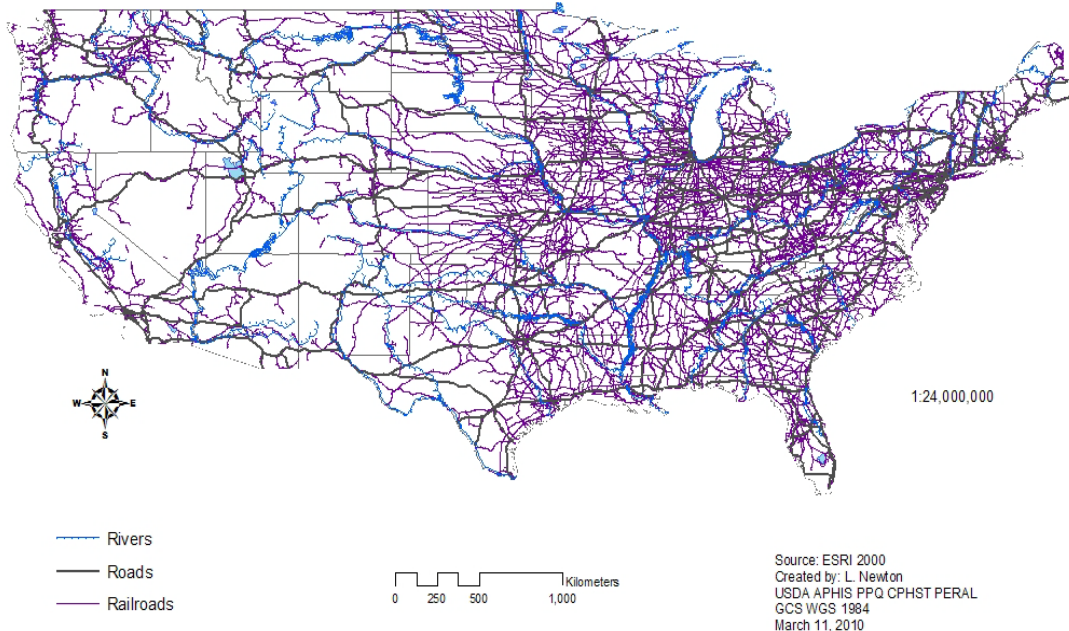 N
W E
S
1:24,000,000
Rivers
Roads
Railroads
Kilometers
0 250 500 1,000
Source: ESRI 2000
Created by: L. Newton
USDA APHIS PPQ CPHST PERAL
GCS WGS 1984
March 11, 2010